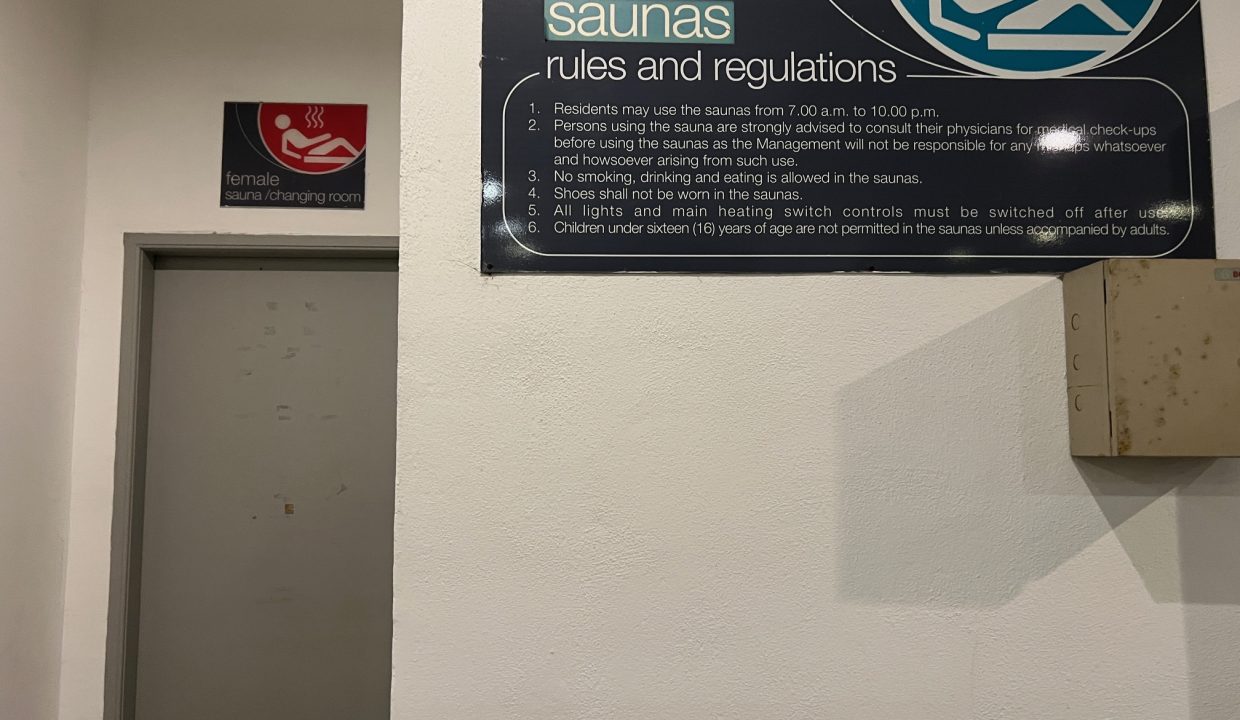 saunas
rules and regulations
1. Residents may use the saunas from 7.00 a.m. to 10.00 p.m.
2. Persons using the sauna are strongly advised to consult their physicians for medical check-ups
before using the saunas as the Management will not be responsible for any mishaps whatsoever
and howsoever arising from such use.
3. No smoking, drinking and eating is allowed in the saunas.
4. Shoes shall not be worn in the saunas.
5. All lights and main heating switch controls must be switched off after use.
6. Children under sixteen (16) years of age are not permitted in the saunas unless accompanied by adults.
female
sauna /changing room